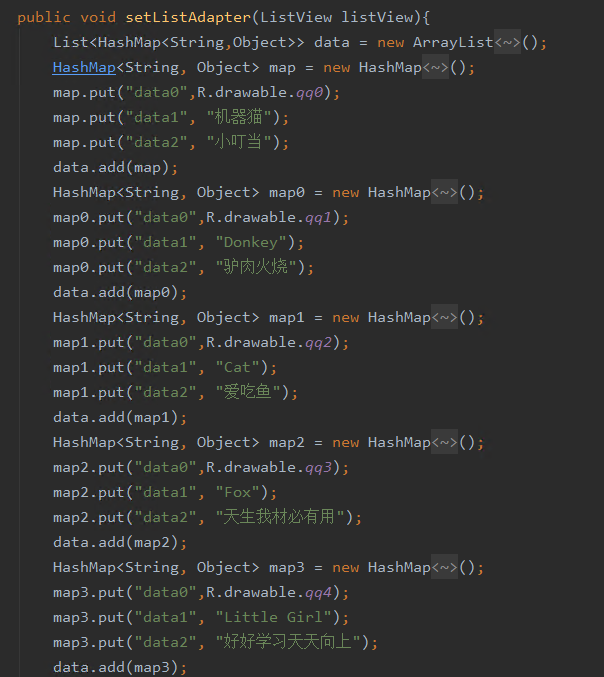 public void setListAdapter(ListView listView){
List<HashMap<String,Object>> data = new ArrayList<~>();
HashMap<String, Object> map = new HashMap<~>();
map.put("data0",R.drawable.qq0);
map.put("data1", "机器猫");
map.put("data2", "小叮当");
data.add(map);
HashMap<String, Object> map0 = new HashMap<~>();
map0.put("data0",R.drawable.qq1);
map0.put("data1", "Donkey");
map0.put("data2", "驴肉火烧");
data.add(map0);
HashMap<String, Object> map1 = new HashMap<~>();
map1.put("data0",R.drawable.qq2);
map1.put("data1", "Cat");
map1.put("data2", "爱吃鱼");
data.add(map1);
HashMap<String, Object> map2 = new HashMap<~>();
map2.put("data0",R.drawable.qq3);
map2.put("data1", "Fox");
map2.put("data2", "天生我材必有用");
data.add(map2);
HashMap<String, Object> map3 = new HashMap<~>();
map3.put("data0",R.drawable.qq4);
map3.put("data1", "Little Girl");
map3.put("data2", "好好学习天天向上");
data.add(map3);